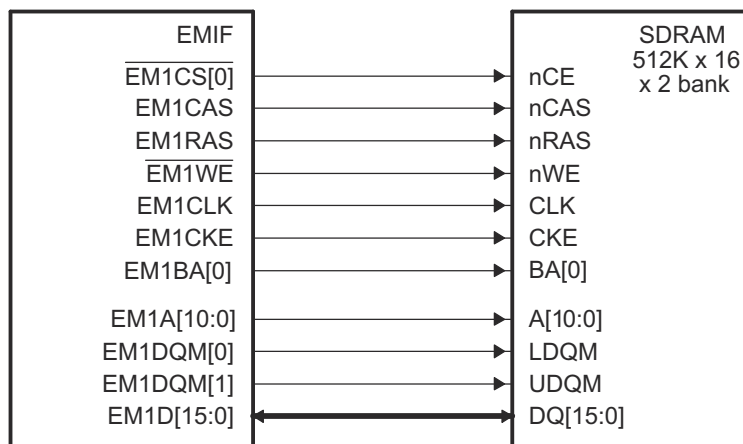 EMIF
EM1CS[0]
EM1CAS
EM1RAS
EM1WE
EM1CLK
EM1CKE
EM1BA[0]
EM1A[10:0]
EM1DQM[0]
EM1DQM[1]
EM1D[15:0]
SDRAM
512K x 16
x 2 bank
nCE
nCAS
nRAS
nWE
CLK
CKE
BA[0]
A[10:0]
LDQM
UDQM
DQ[15:0]